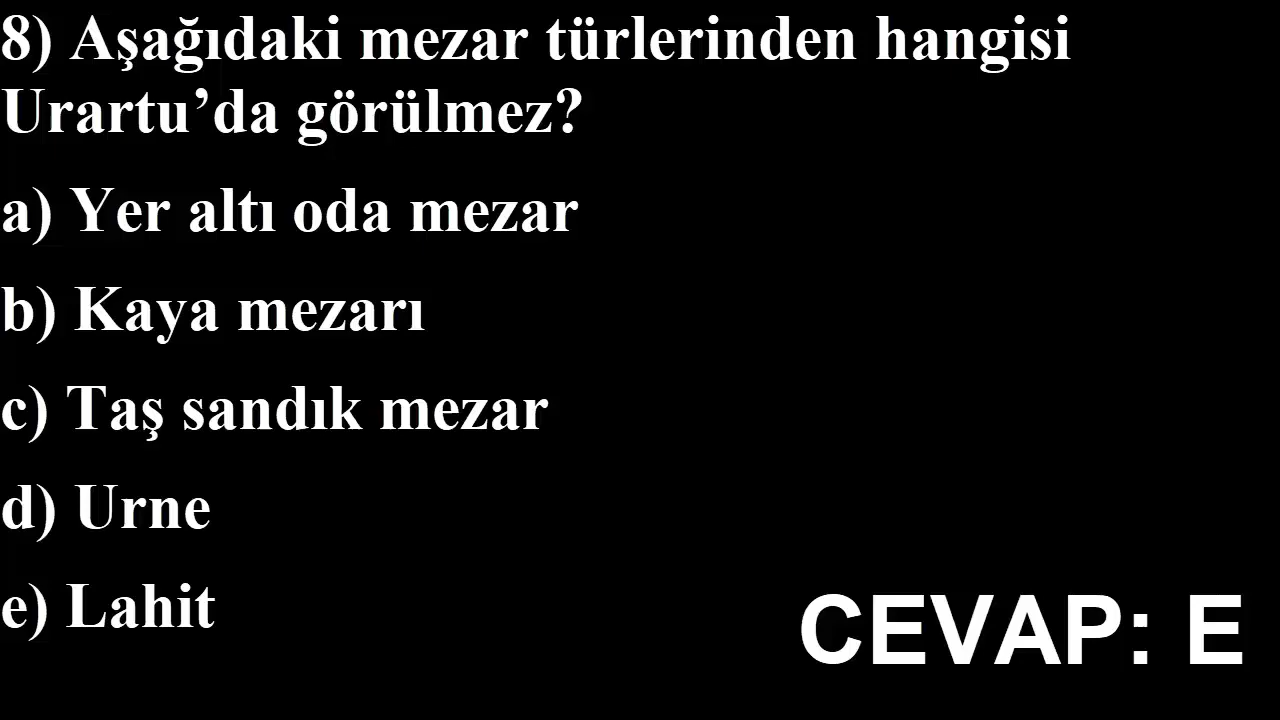 8) Aşağıdaki mezar türlerinden hangisi
Urartu’da görülmez?
a) Yer altı oda mezar
b) Kaya mezarı
c) Taş sandık mezar
d) Urne
e) Lahit
CEVAP: E